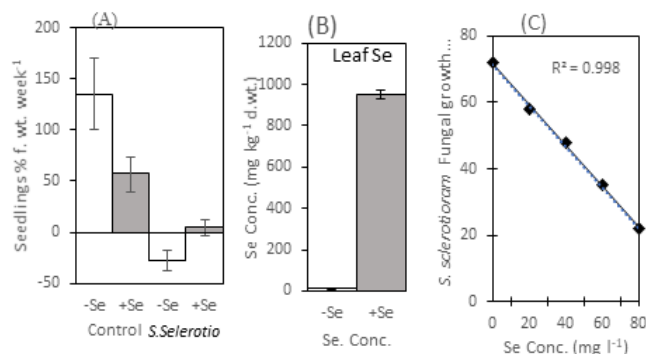 (A)
Seedlings % f. wt. week⁻¹
200
150
100
50
0
-50
-Se +Se -Se +Se
Control S.Selerotio
(B)
Leaf Se
Se Conc. (mg kg⁻¹ d.wt.)
1200
1000
800
600
400
200
0
-Se +Se
Se. Conc.
(C)
S. sclerotioram Fungal growth...
80
60
40
20
0
R² = 0.998
0 20 40 60 80
Se Conc. (mg l⁻¹)